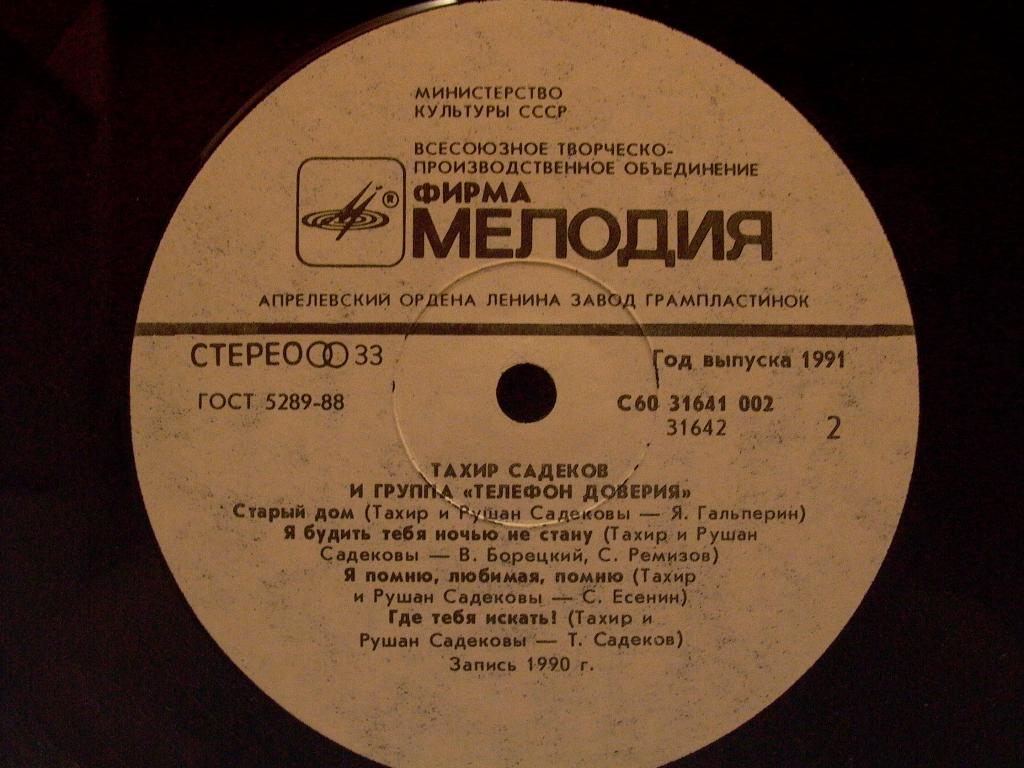 МИНИСТЕРСТВО
КУЛЬТУРЫ СССР
ВСЕСОЮЗНОЕ ТВОРЧЕСКО-
ПРОИЗВОДСТВЕННОЕ ОБЪЕДИНЕНИЕ
ФИРМА
®
МЕЛОДИЯ
АПРЕЛЕВСКИЙ ОРДЕНА ЛЕНИНА ЗАВОД ГРАМПЛАСТИНОК
СТЕРЕО 33
Год выпуска 1991
ГОСТ 5289-88
С60 31641 002
31642
2
ТАХИР САДЕКОВ
И ГРУППА «ТЕЛЕФОН ДОВЕРИЯ»
Старый дом (Тахир и Рушан Садековы — Я. Гальперин)
Я будить тебя ночью не стану (Тахир и Рушан
Садековы — В. Борецкий, С. Ремизов)
Я помню, любимая, помню (Тахир
и Рушан Садековы — С. Есенин)
Где тебя искать! (Тахир и
Рушан Садековы — Т. Садеков)
Запись 1990 г.